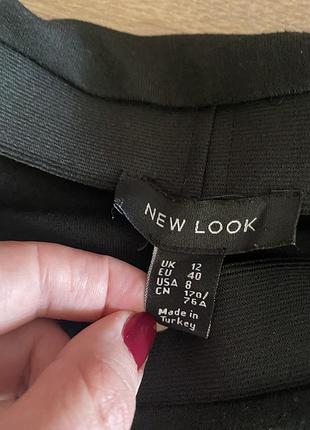 NEW LOOK
UK 12
EU 40
USA 8
CN 170/
76A
Made in
Turkey